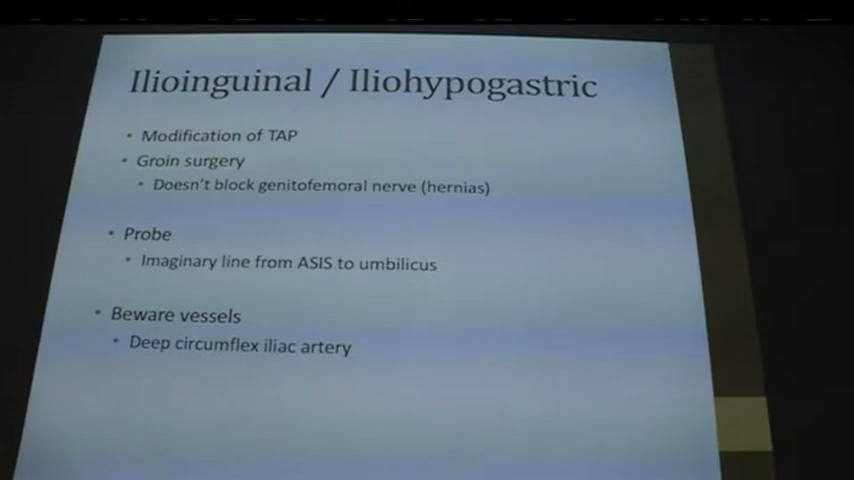 Ilioinguinal / Iliohypogastric
• Modification of TAP
• Groin surgery
• Doesn't block genitofemoral nerve (hernias)
• Probe
• Imaginary line from ASIS to umbilicus
• Beware vessels
• Deep circumflex iliac artery